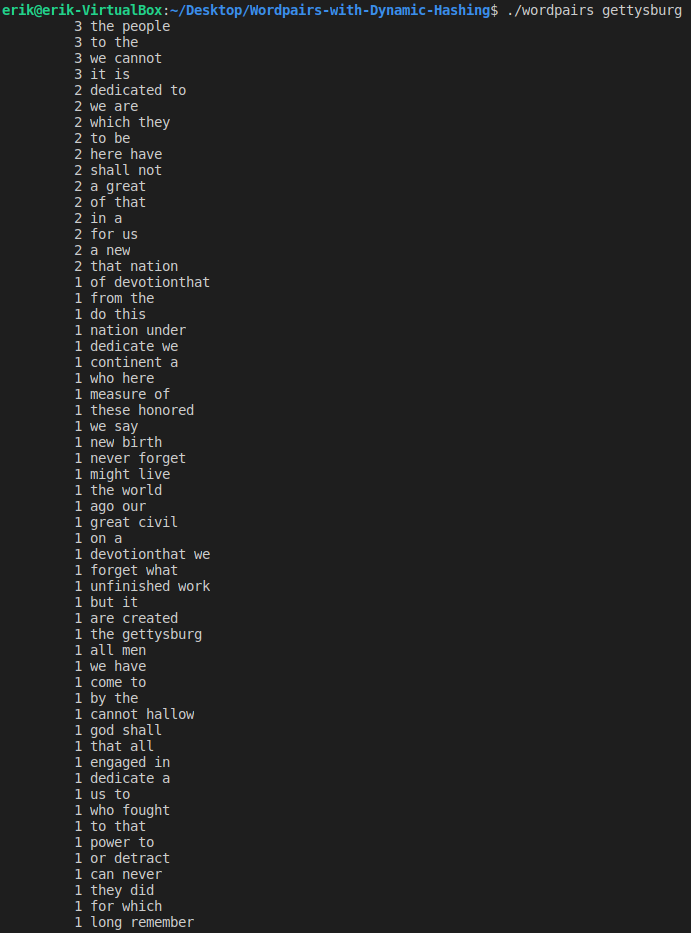 erik@erik-VirtualBox:~/Desktop/Wordpairs-with-Dynamic-Hashing$ ./wordpairs gettysburg
3 the people
3 to the
3 we cannot
3 it is
2 dedicated to
2 we are
2 which they
2 to be
2 here have
2 shall not
2 a great
2 of that
2 in a
2 for us
2 a new
2 that nation
1 of devotionthat
1 from the
1 do this
1 nation under
1 dedicate we
1 continent a
1 who here
1 measure of
1 these honored
1 we say
1 new birth
1 never forget
1 might live
1 the world
1 ago our
1 great civil
1 on a
1 devotionthat we
1 forget what
1 unfinished work
1 but it
1 are created
1 the gettysburg
1 all men
1 we have
1 come to
1 by the
1 cannot hallow
1 god shall
1 that all
1 engaged in
1 dedicate a
1 us to
1 who fought
1 to that
1 power to
1 or detract
1 can never
1 they did
1 for which
1 long remember